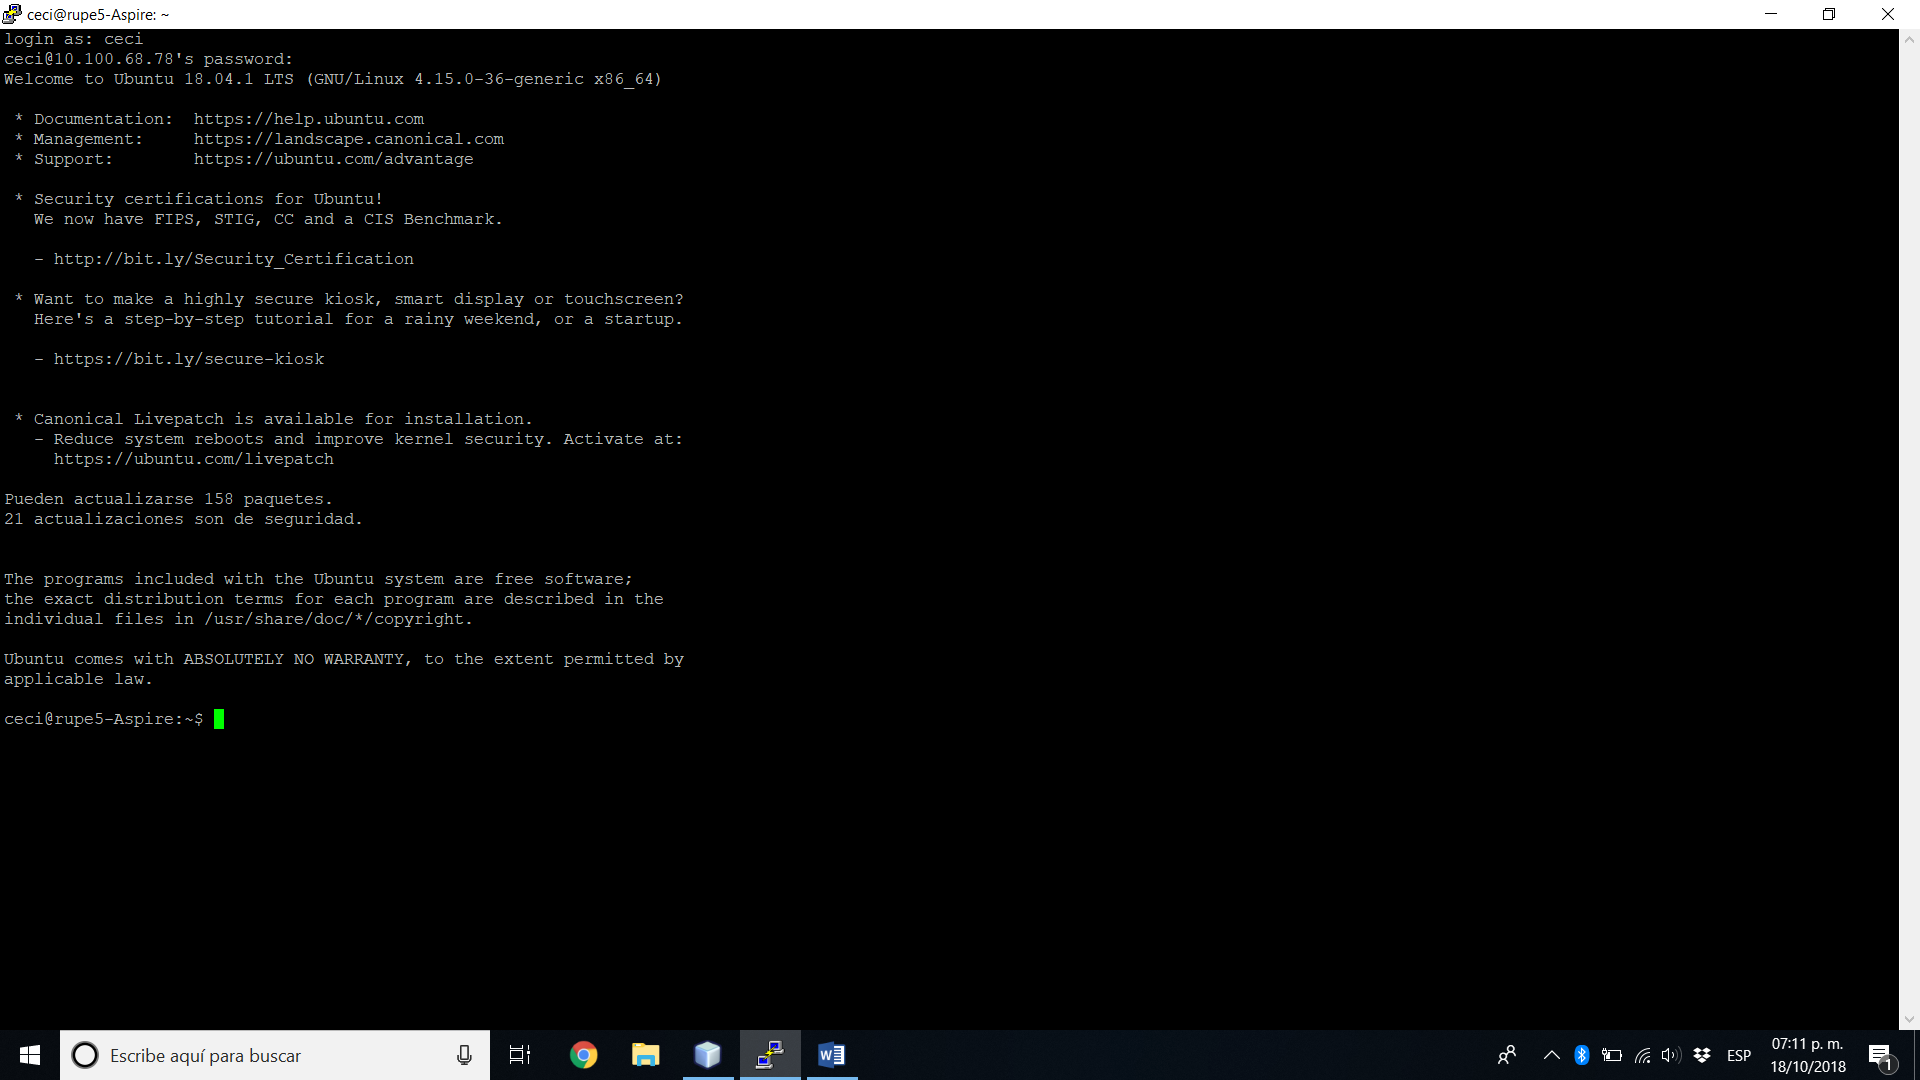 ceci@rupe5-Aspire: ~
login as: ceci
ceci@10.100.68.78's password:
Welcome to Ubuntu 18.04.1 LTS (GNU/Linux 4.15.0-36-generic x86_64)
* Documentation:  https://help.ubuntu.com
* Management:     https://landscape.canonical.com
* Support:        https://ubuntu.com/advantage
* Security certifications for Ubuntu!
We now have FIPS, STIG, CC and a CIS Benchmark.
- http://bit.ly/Security_Certification
* Want to make a highly secure kiosk, smart display or touchscreen?
Here's a step-by-step tutorial for a rainy weekend, or a startup.
- https://bit.ly/secure-kiosk
* Canonical Livepatch is available for installation.
- Reduce system reboots and improve kernel security. Activate at:
https://ubuntu.com/livepatch
Pueden actualizarse 158 paquetes.
21 actualizaciones son de seguridad.
The programs included with the Ubuntu system are free software;
the exact distribution terms for each program are described in the
individual files in /usr/share/doc/*/copyright.
Ubuntu comes with ABSOLUTELY NO WARRANTY, to the extent permitted by
applicable law.
ceci@rupe5-Aspire:~$
Escribe aquí para buscar
ESP
07:11 p. m.
18/10/2018
1